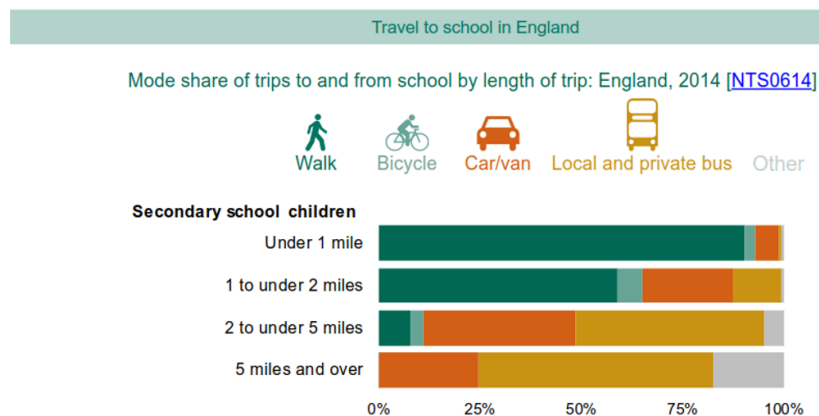 Travel to school in England
Mode share of trips to and from school by length of trip: England, 2014 [NTS0614]
Walk Bicycle Car/van Local and private bus Other
Secondary school children
Under 1 mile
1 to under 2 miles
2 to under 5 miles
5 miles and over
0% 25% 50% 75% 100%